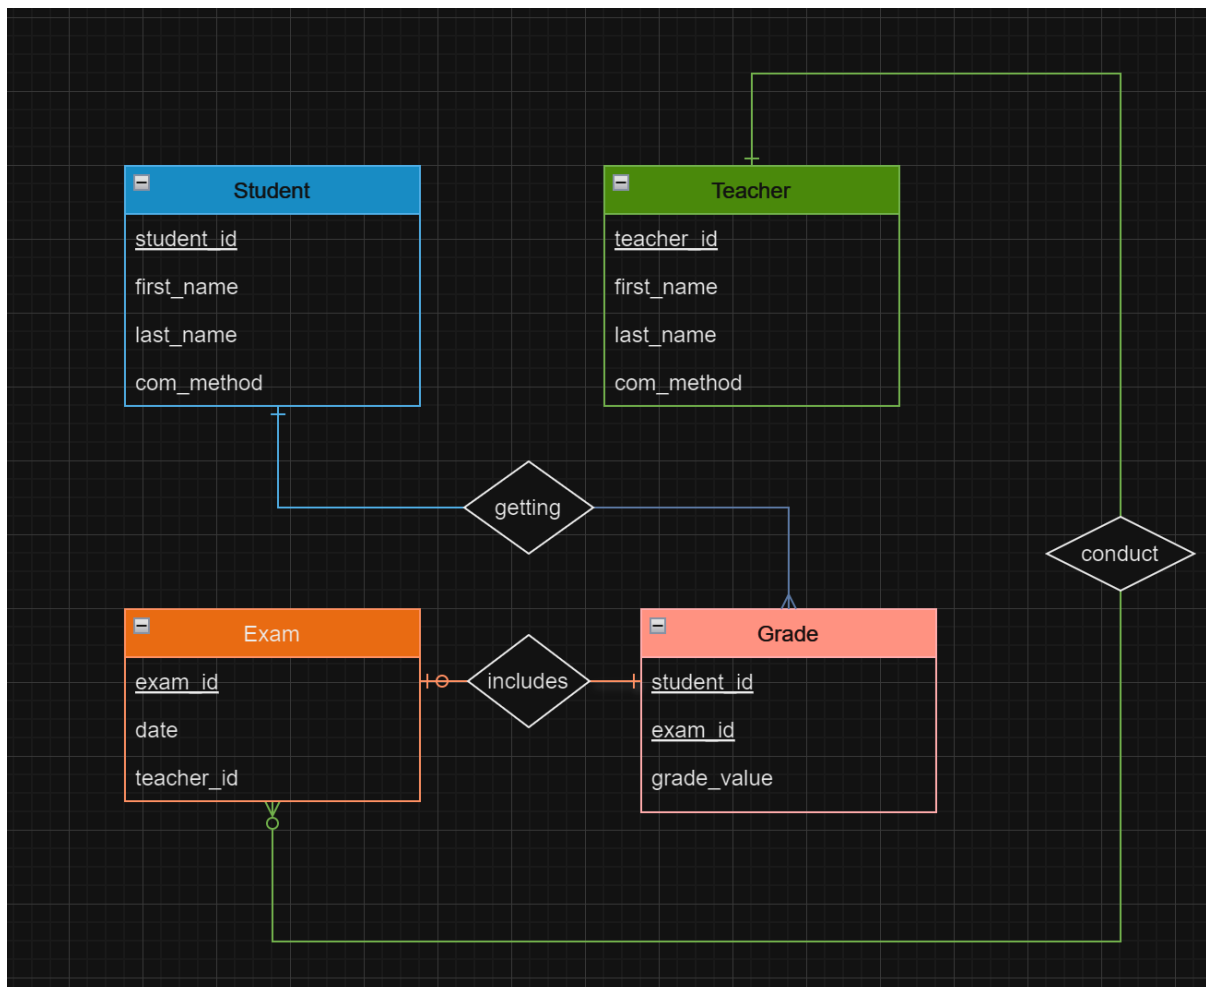 Student
student_id
first_name
last_name
com_method
Teacher
teacher_id
first_name
last_name
com_method
getting
conduct
Exam
exam_id
date
teacher_id
includes
Grade
student_id
exam_id
grade_value